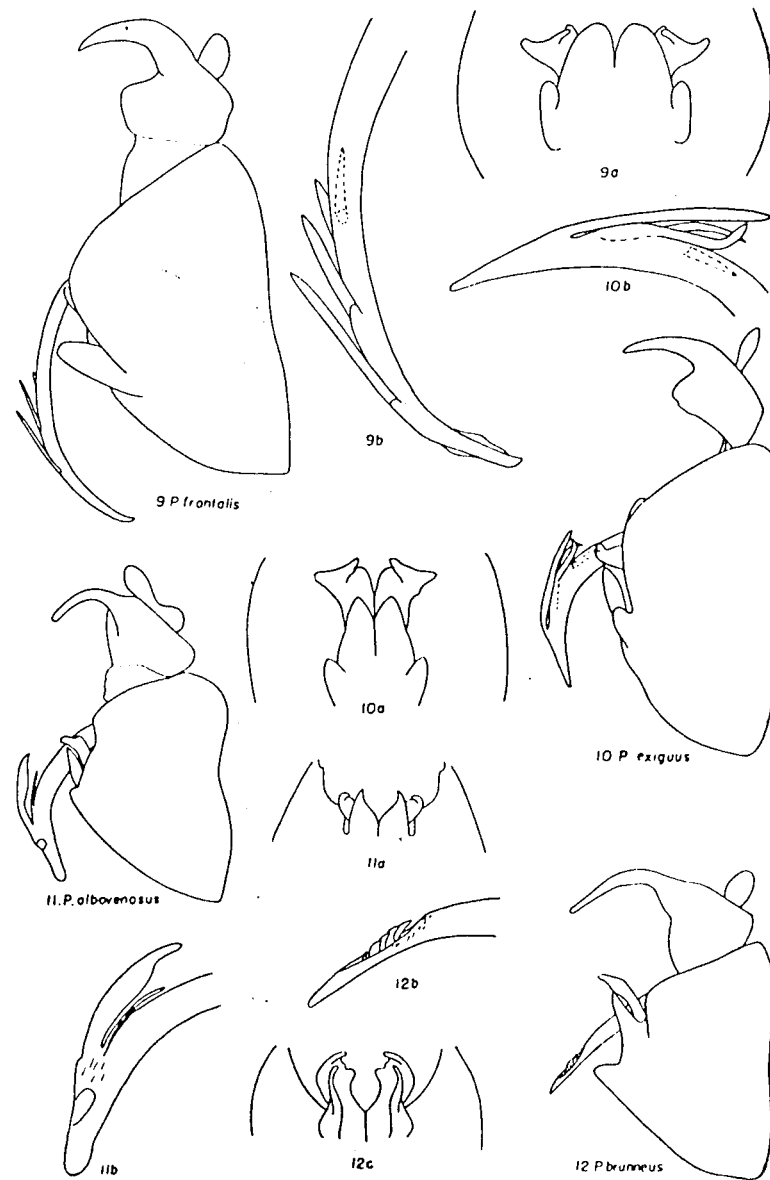 9a
10b
9b
9 P frontalis
10a
10 P. exiguus
11a
11. P. albovenosus
12b
11b
12c
12 P brunneus